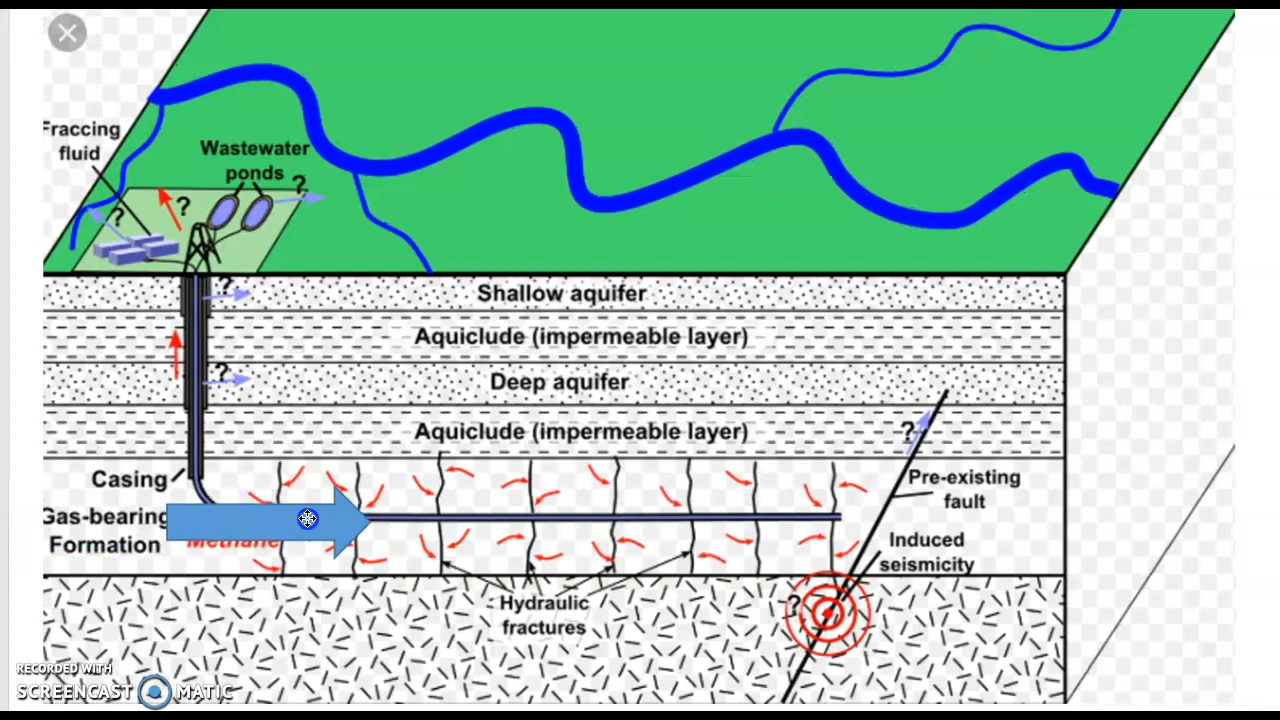 Fraccing
fluid
Wastewater
ponds
?
?
?
?
Shallow aquifer
Aquiclude (impermeable layer)
?
Deep aquifer
Aquiclude (impermeable layer)
?
Casing
Pre-existing
fault
Gas-bearing
Formation
Methane
Induced
seismicity
Hydraulic
fractures
?
RECORDED WITH
SCREENCAST MATIC